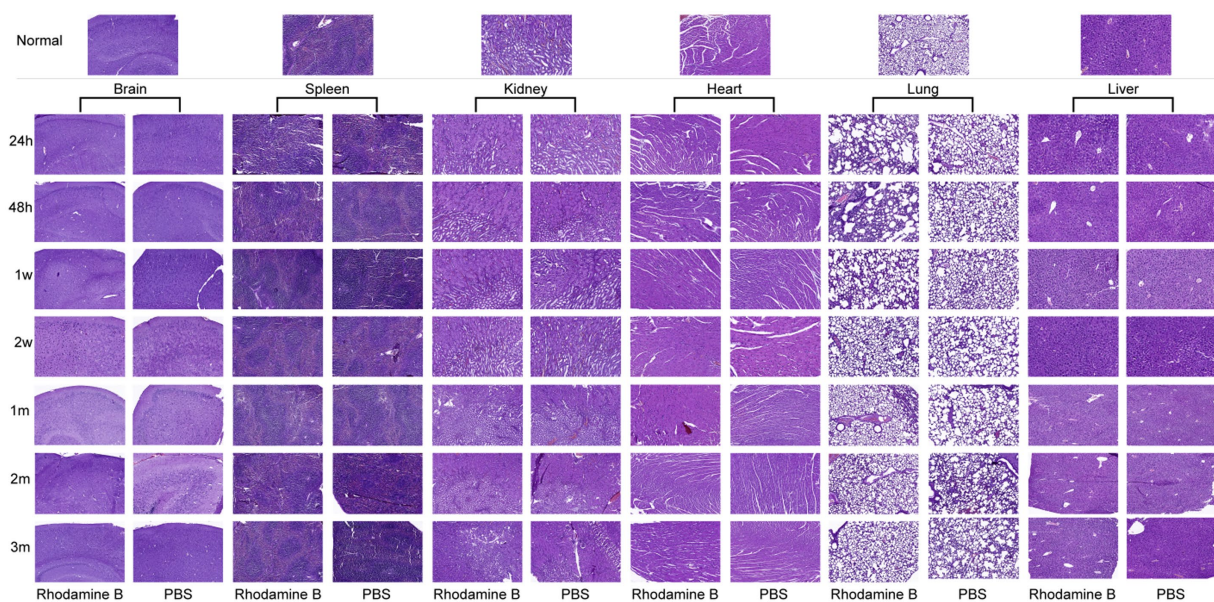 Normal
Brain Spleen Kidney Heart Lung Liver
24h
48h
1w
2w
1m
2m
3m
Rhodamine B PBS Rhodamine B PBS Rhodamine B PBS Rhodamine B PBS Rhodamine B PBS Rhodamine B PBS